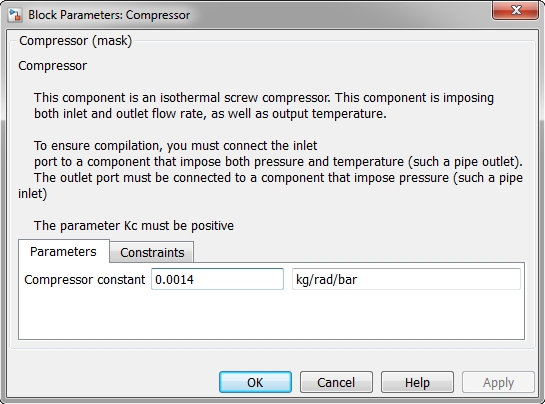 Block Parameters: Compressor
Compressor (mask)
Compressor
This component is an isothermal screw compressor. This component is imposing
both inlet and outlet flow rate, as well as output temperature.
To ensure compilation, you must connect the inlet
port to a component that impose both pressure and temperature (such a pipe outlet).
The outlet port must be connected to a component that impose pressure (such a pipe
inlet)
The parameter Kc must be positive
Parameters Constraints
Compressor constant 0.0014 kg/rad/bar
OK Cancel Help Apply